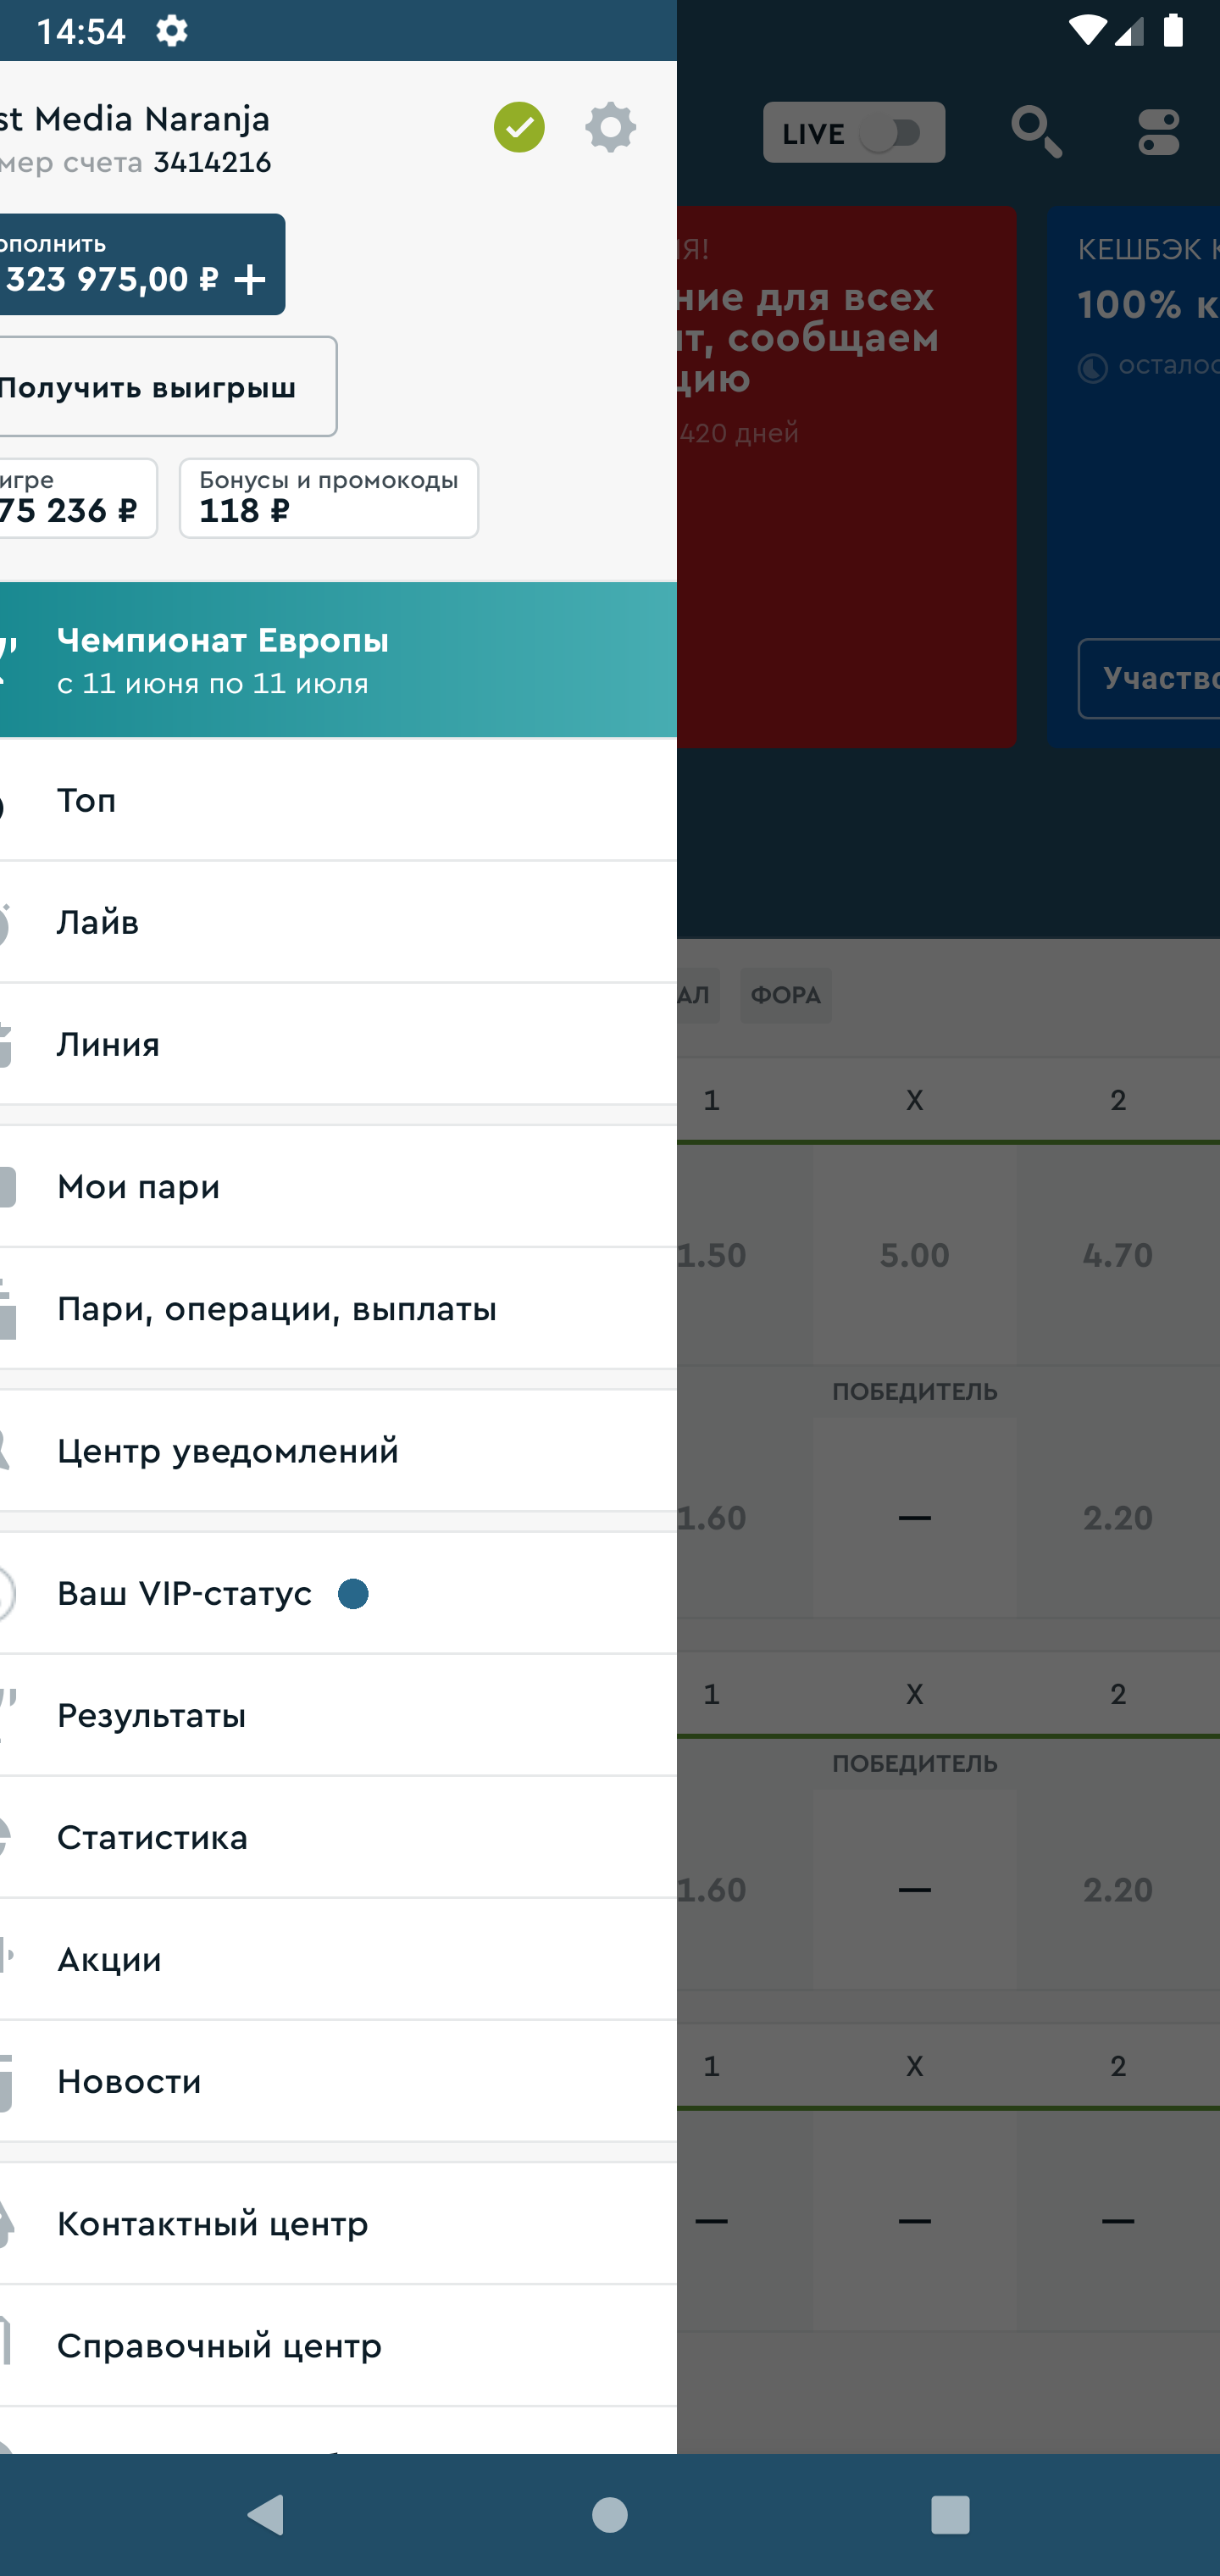 14:54
st Media Naranja
мер счета 3414216
ополнить
323 975,00 ₽
Получить выигрыш
игре
75 236 ₽
Бонусы и промокоды
118 ₽
Чемпионат Европы
с 11 июня по 11 июля
Топ
Лайв
Линия
Мои пари
Пари, операции, выплаты
Центр уведомлений
Ваш VIP-статус
Результаты
Статистика
Акции
Новости
Контактный центр
Справочный центр
LIVE
ИЯ!
ние для всех
ит, сообщаем
цию
420 дней
КЕШБЭК К
100% к
осталос
Участво
АЛ
ФОРА
1 X 2
1.50 5.00 4.70
ПОБЕДИТЕЛЬ
1.60 — 2.20
1 X 2
ПОБЕДИТЕЛЬ
1.60 — 2.20
1 X 2
— — —